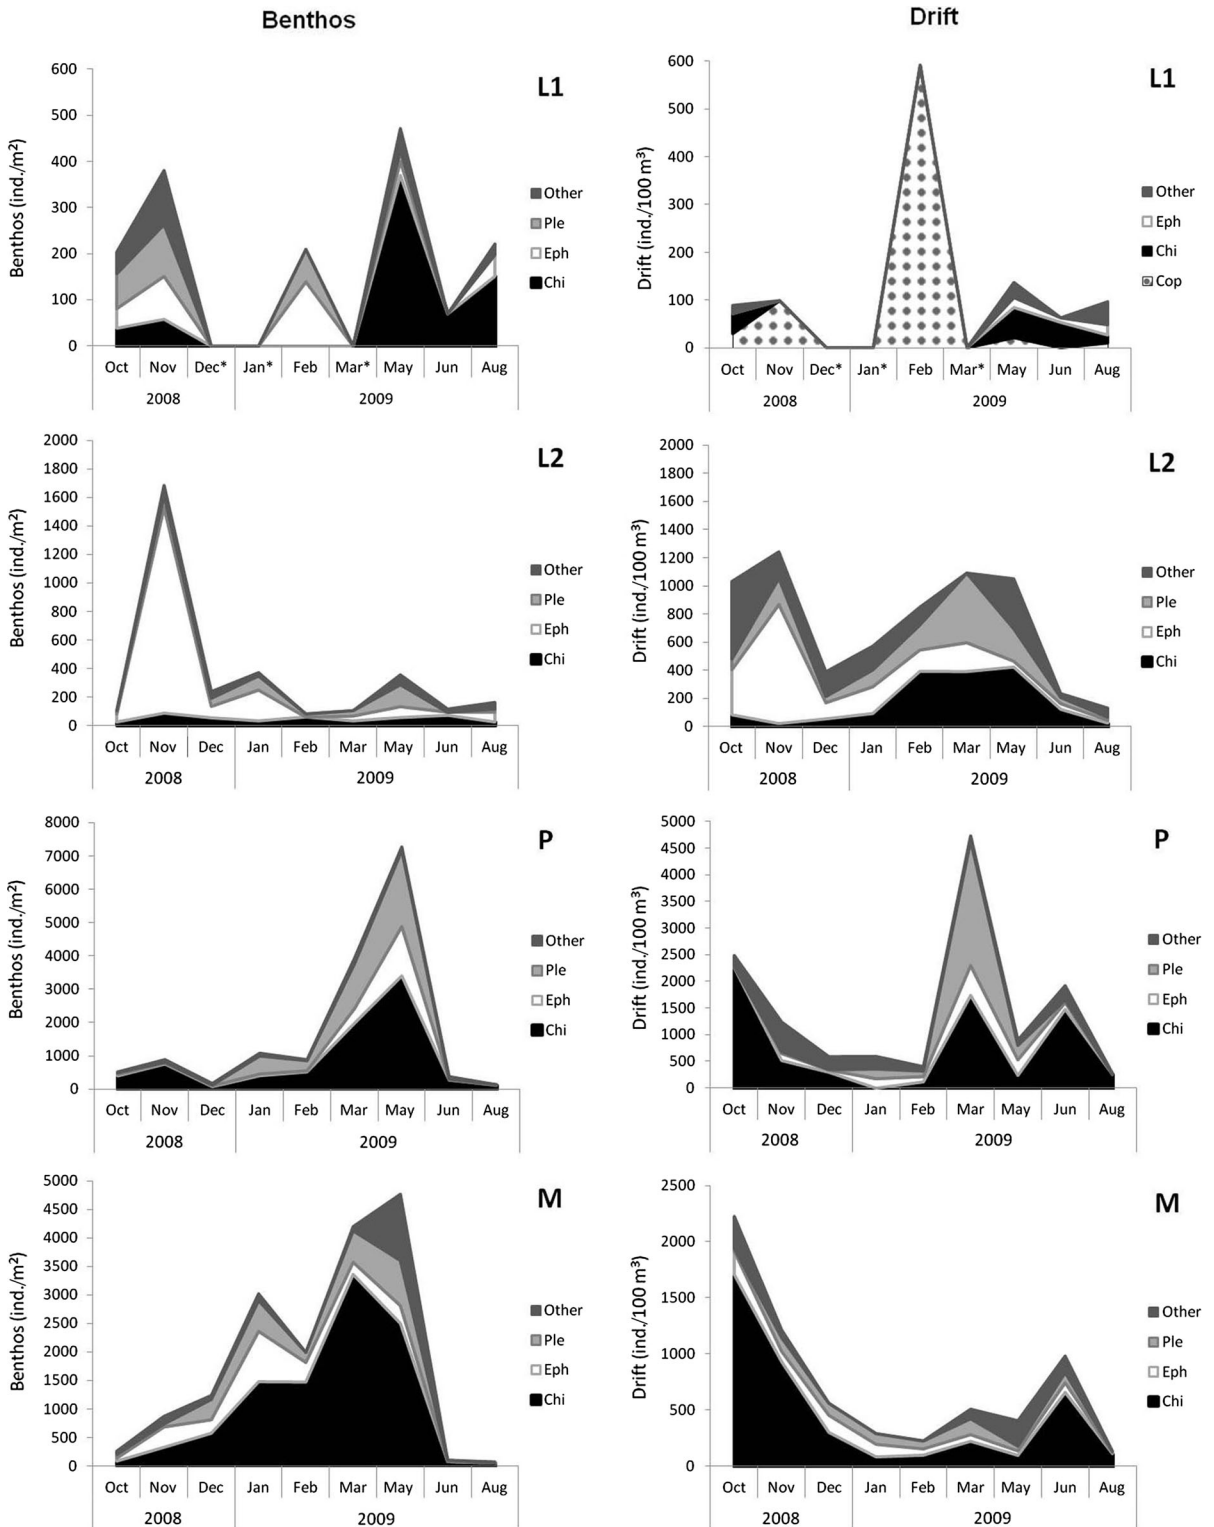 Benthos
Drift
L1
Benthos (ind./m²)
600
500
400
300
200
100
0
Other
Ple
Eph
Chi
Oct Nov Dec* Jan* Feb Mar* May Jun Aug
2008 2009
L1
Drift (ind./100 m³)
600
500
400
300
200
100
0
Other
Eph
Chi
Cop
Oct Nov Dec* Jan* Feb Mar* May Jun Aug
2008 2009
L2
Benthos (ind./m²)
2000
1800
1600
1400
1200
1000
800
600
400
200
0
Other
Ple
Eph
Chi
Oct Nov Dec Jan Feb Mar May Jun Aug
2008 2009
L2
Drift (ind./100 m³)
2000
1800
1600
1400
1200
1000
800
600
400
200
0
Other
Ple
Eph
Chi
Oct Nov Dec Jan Feb Mar May Jun Aug
2008 2009
P
Benthos (ind./m²)
8000
7000
6000
5000
4000
3000
2000
1000
0
Other
Ple
Eph
Chi
Oct Nov Dec Jan Feb Mar May Jun Aug
2008 2009
P
Drift (ind./100 m³)
5000
4500
4000
3500
3000
2500
2000
1500
1000
500
0
Other
Ple
Eph
Chi
Oct Nov Dec Jan Feb Mar May Jun Aug
2008 2009
M
Benthos (ind./m²)
5000
4500
4000
3500
3000
2500
2000
1500
1000
500
0
Other
Ple
Eph
Chi
Oct Nov Dec Jan Feb Mar May Jun Aug
2008 2009
M
Drift (ind./100 m³)
2500
2000
1500
1000
500
0
Other
Ple
Eph
Chi
Oct Nov Dec Jan Feb Mar May Jun Aug
2008 2009